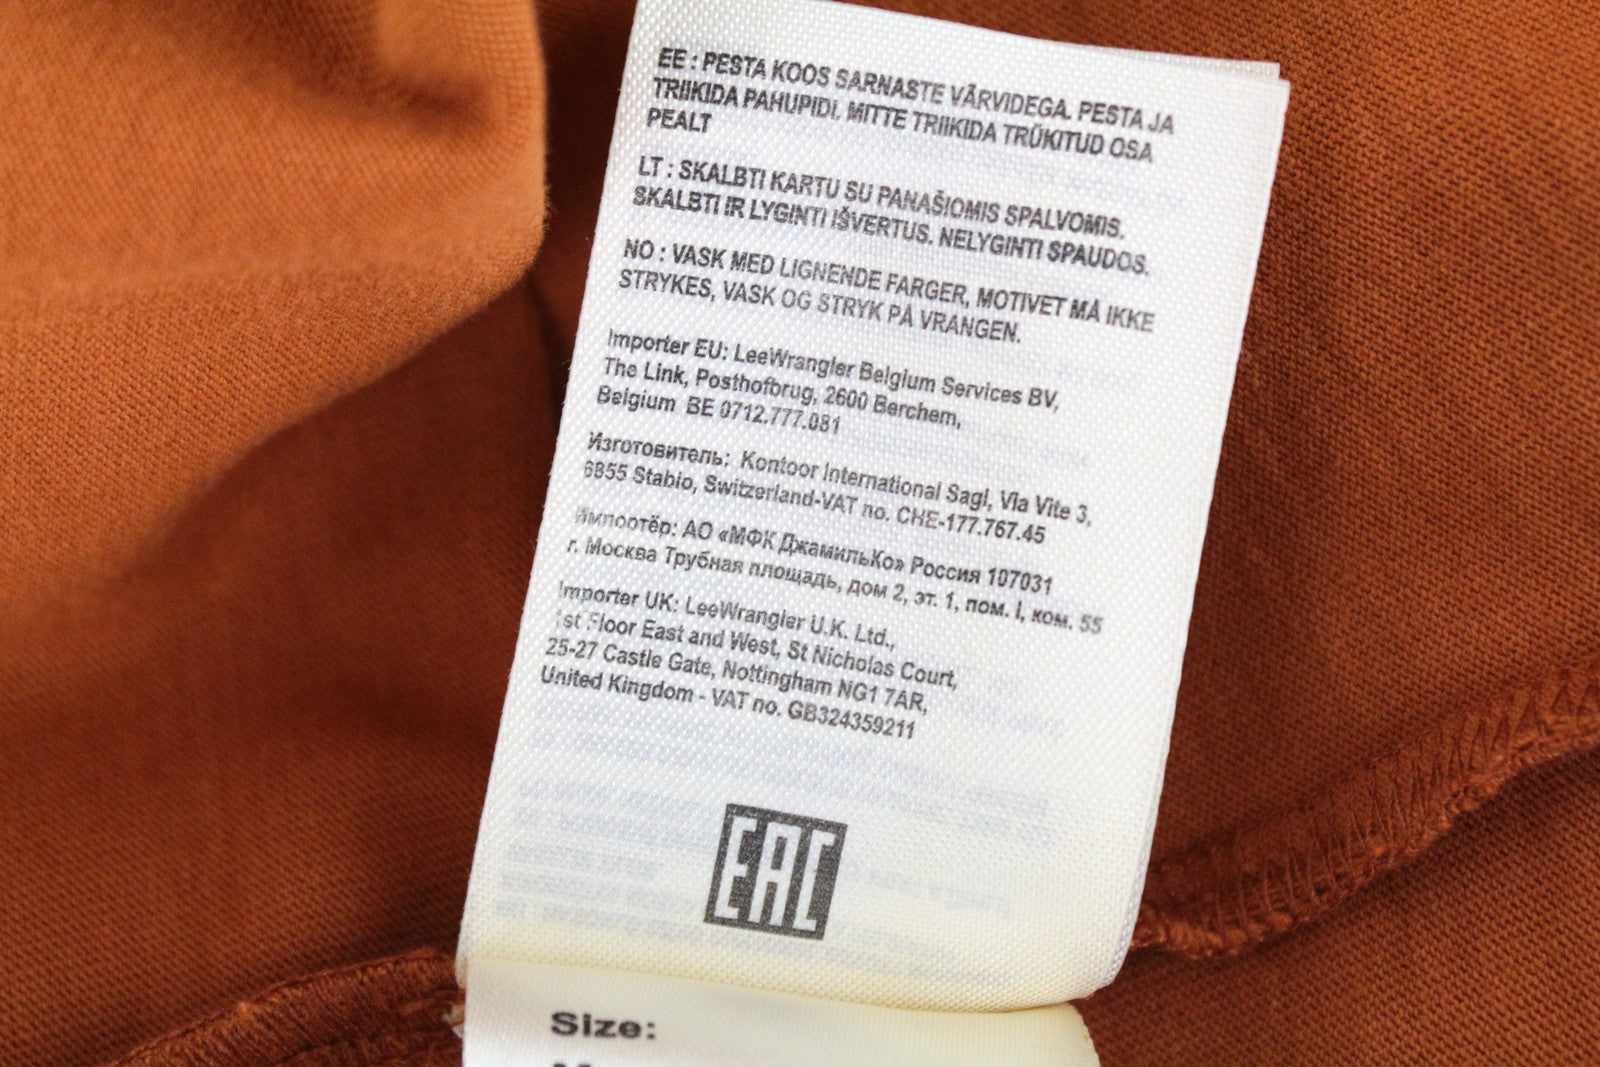 EE : PESTA KOOS SARNASTE VÄRVIDEGA. PESTA JA
TRIIKIDA PAHUPIDI. MITTE TRIIKIDA TRÜKITUD OSA
PEALT
LT : SKALBTI KARTU SU PANAŠIOMIS SPALVOMIS.
SKALBTI IR LYGINTI IŠVERTUS. NELYGINTI SPAUDOS.
NO : VASK MED LIGNENDE FARGER, MOTIVET MÅ IKKE
STRYKES, VASK OG STRYK PÅ VRANGEN.
Importer EU: LeeWrangler Belgium Services BV,
The Link, Posthofbrug, 2600 Berchem,
Belgium BE 0712.777.081
Изготовитель: Kontoor International Sagl, Via Vite 3,
6855 Stabio, Switzerland-VAT no. CHE-177.767.45
Импоотёр: АО «МФК ДжамильКо» Россия 107031
г. Москва Трубная площадь, дом 2, эт. 1, пом. I, ком. 55
Importer UK: LeeWrangler U.K. Ltd.,
1st Floor East and West, St Nicholas Court,
25-27 Castle Gate, Nottingham NG1 7AR,
United Kingdom - VAT no. GB324359211
EAC
Size: